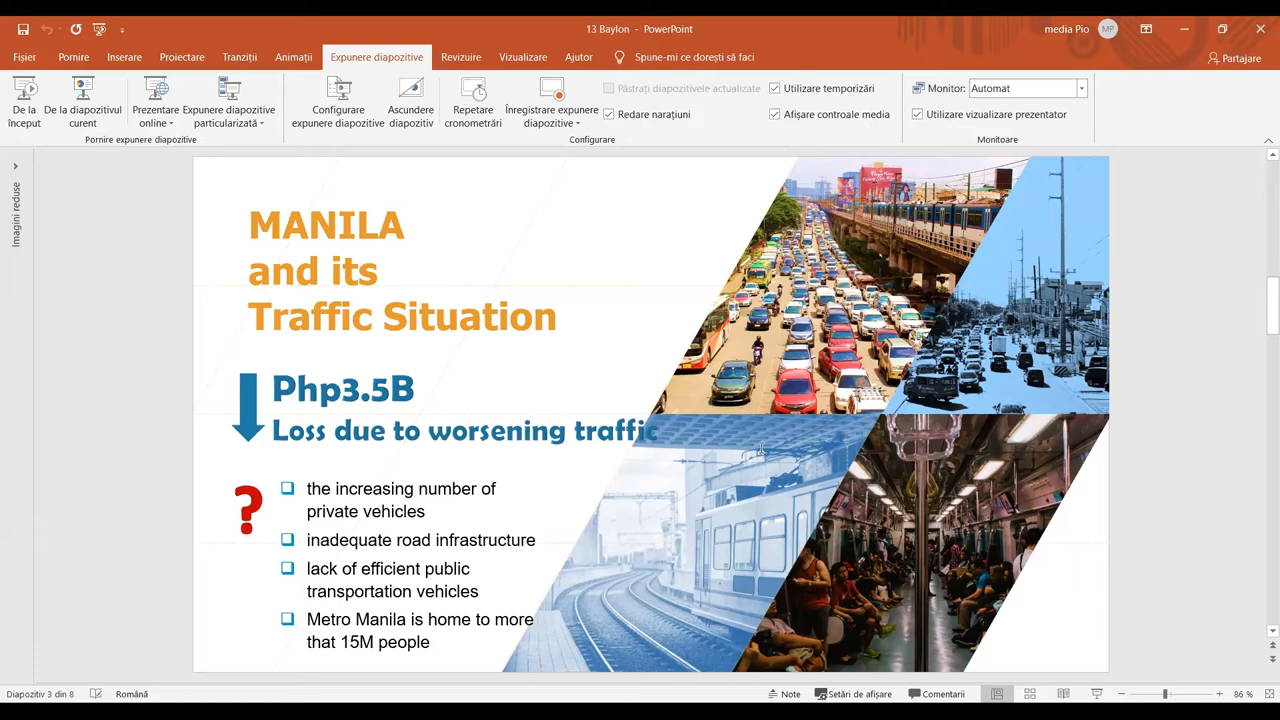 13 Baylon - PowerPoint
media Pio
MP
Fișier
Pornire
Inserare
Proiectare
Tranziții
Animații
Expunere diapozitive
Revizuire
Vizualizare
Ajutor
Spune-mi ce dorești să faci
Partajare
De la
început
De la diapozitivul
curent
Prezentare
online
Expunere diapozitive
particularizată
Configurare
expunere diapozitive
Ascundere
diapozitiv
Repetare
cronometrări
Înregistrare expunere
diapozitive
Păstrați diapozitivele actualizate
Redare narațiuni
Utilizare temporizări
Afișare controale media
Monitor:
Automat
Utilizare vizualizare prezentator
Pornire expunere diapozitive
Configurare
Monitoare
Imagini reduse
MANILA
and its
Traffic Situation
Php3.5B
Loss due to worsening traffic
?
the increasing number of
private vehicles
inadequate road infrastructure
lack of efficient public
transportation vehicles
Metro Manila is home to more
that 15M people
Diapozitiv 3 din 8
Română
Note
Setări de afișare
Comentarii
86 %